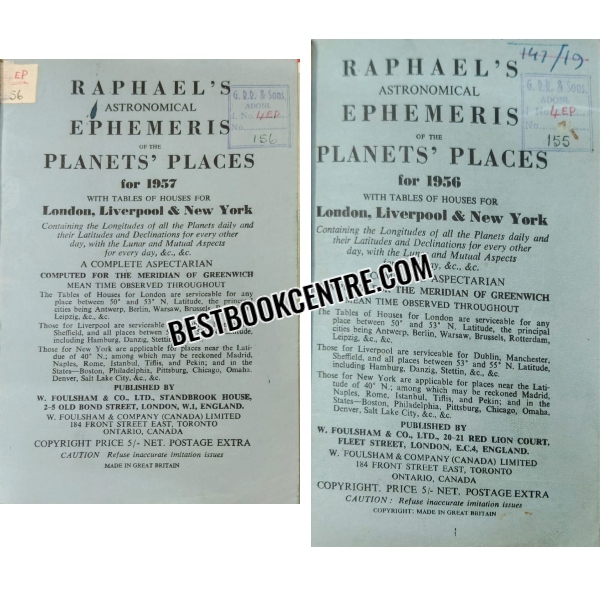 EP
56
RAPHAEL'S
ASTRONOMICAL
EPHEMERIS
OF THE
PLANETS' PLACES
for 1957
WITH TABLES OF HOUSES FOR
London, Liverpool & New York
Containing the Longitudes of all the Planets daily and
their Latitudes and Declinations for every other
day, with the Lunar and Mutual Aspects
for every day, &c., &c.
A COMPLETE ASPECTARIAN
COMPUTED FOR THE MERIDIAN OF GREENWICH
MEAN TIME OBSERVED THROUGHOUT
The Tables of Houses for London are serviceable for any
place between 50° and 53° N. Latitude, the principal
cities being Antwerp, Berlin, Warsaw, Brussels,
Leipzig, &c., &c.
Those for Liverpool are serviceable
Sheffield, and all places between 53°
including Hamburg, Danzig, Stettin, &c., &c.
Those for New York are applicable for places near the Lati-
tude of 40° N.; among which may be reckoned Madrid,
Naples, Rome, Istanbul, Tiflis, and Pekin; and in the
States—Boston, Philadelphia, Pittsburg, Chicago, Omaha,
Denver, Salt Lake City, &c., &c.
PUBLISHED BY
W. FOULSHAM & CO., LTD., STANDBROOK HOUSE,
2-5 OLD BOND STREET, LONDON, W.1, ENGLAND.
W. FOULSHAM & COMPANY (CANADA) LIMITED
184 FRONT STREET EAST, TORONTO
ONTARIO, CANADA
COPYRIGHT PRICE 5/- NET. POSTAGE EXTRA
CAUTION Refuse inaccurate imitation issues
MADE IN GREAT BRITAIN
G. R.D. & Sons.
ADONI.
I. No 4EP
No. 156
BESTBOOKCENTRE.COM
747/19
RAPHAEL'S
ASTRONOMICAL
EPHEMERIS
OF THE
PLANETS' PLACES
for 1956
WITH TABLES OF HOUSES FOR
London, Liverpool & New York
Containing the Longitudes of all the Planets daily and
their Latitudes and Declinations for every other
day, with the Lunar and Mutual Aspects
for every day, &c., &c.
ASPECTARIAN
THE MERIDIAN OF GREENWICH
MEAN TIME OBSERVED THROUGHOUT
The Tables of Houses for London are serviceable for any
place between 50° and 53° N. Latitude, the principal
cities being Antwerp, Berlin, Warsaw, Brussels, Rotterdam,
Leipzig, &c., &c.
Those for Liverpool are serviceable for Dublin, Manchester,
Sheffield, and all places between 53° and 55° N. Latitude,
including Hamburg, Danzig, Stettin, &c., &c.
Those for New York are applicable for places near the Lati-
tude of 40° N.; among which may be reckoned Madrid,
Naples, Rome, Istanbul, Tiflis and Pekin; and in the
States—Boston, Philadelphia, Pittsburg, Chicago, Omaha,
Denver, Salt Lake City, &c., &c.
PUBLISHED BY
W. FOULSHAM & CO., LTD., 20-21 RED LION COURT,
FLEET STREET, LONDON, E.C.4, ENGLAND.
W. FOULSHAM & COMPANY (CANADA) LIMITED
184 FRONT STREET EAST, TORONTO
ONTARIO, CANADA
COPYRIGHT. PRICE 5/- NET. POSTAGE EXTRA
CAUTION: Refuse inaccurate imitation issues
COPYRIGHT: MADE IN GREAT BRITAIN
G. R.D. & Sons
ADONI.
No 4EP
No. 155